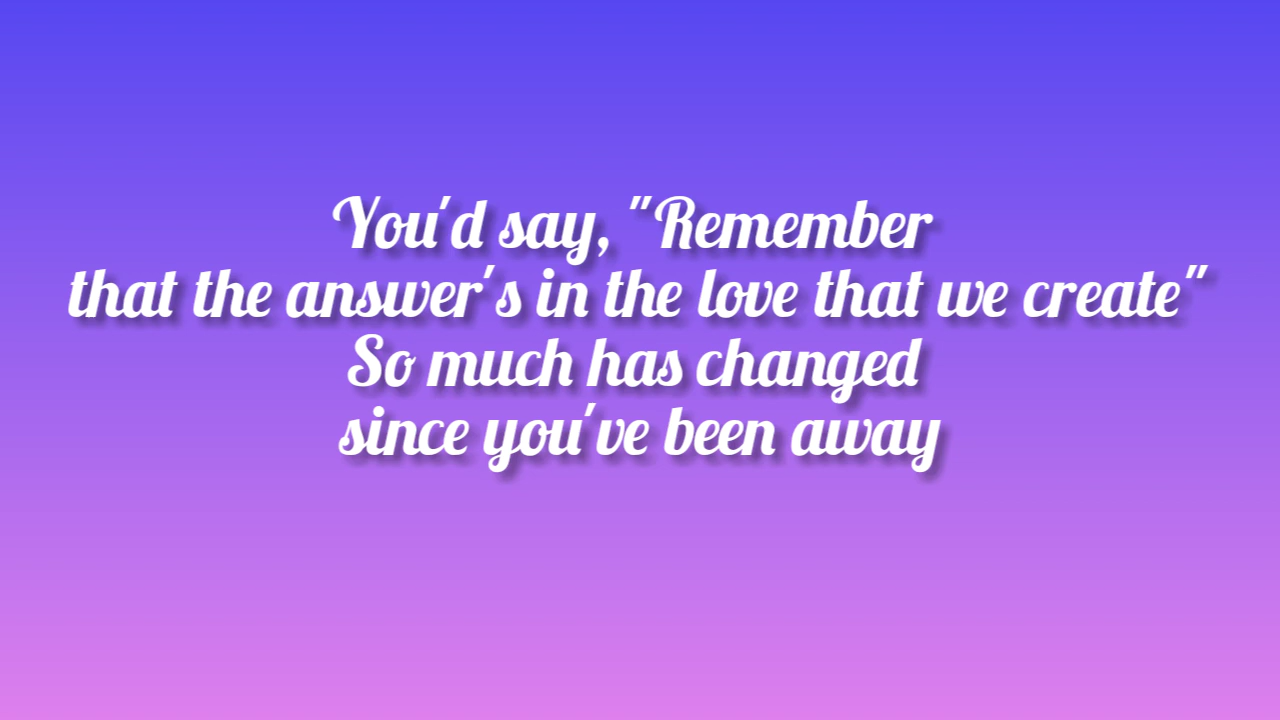 You'd say, "Remember
that the answer's in the love that we create"
So much has changed
since you've been away